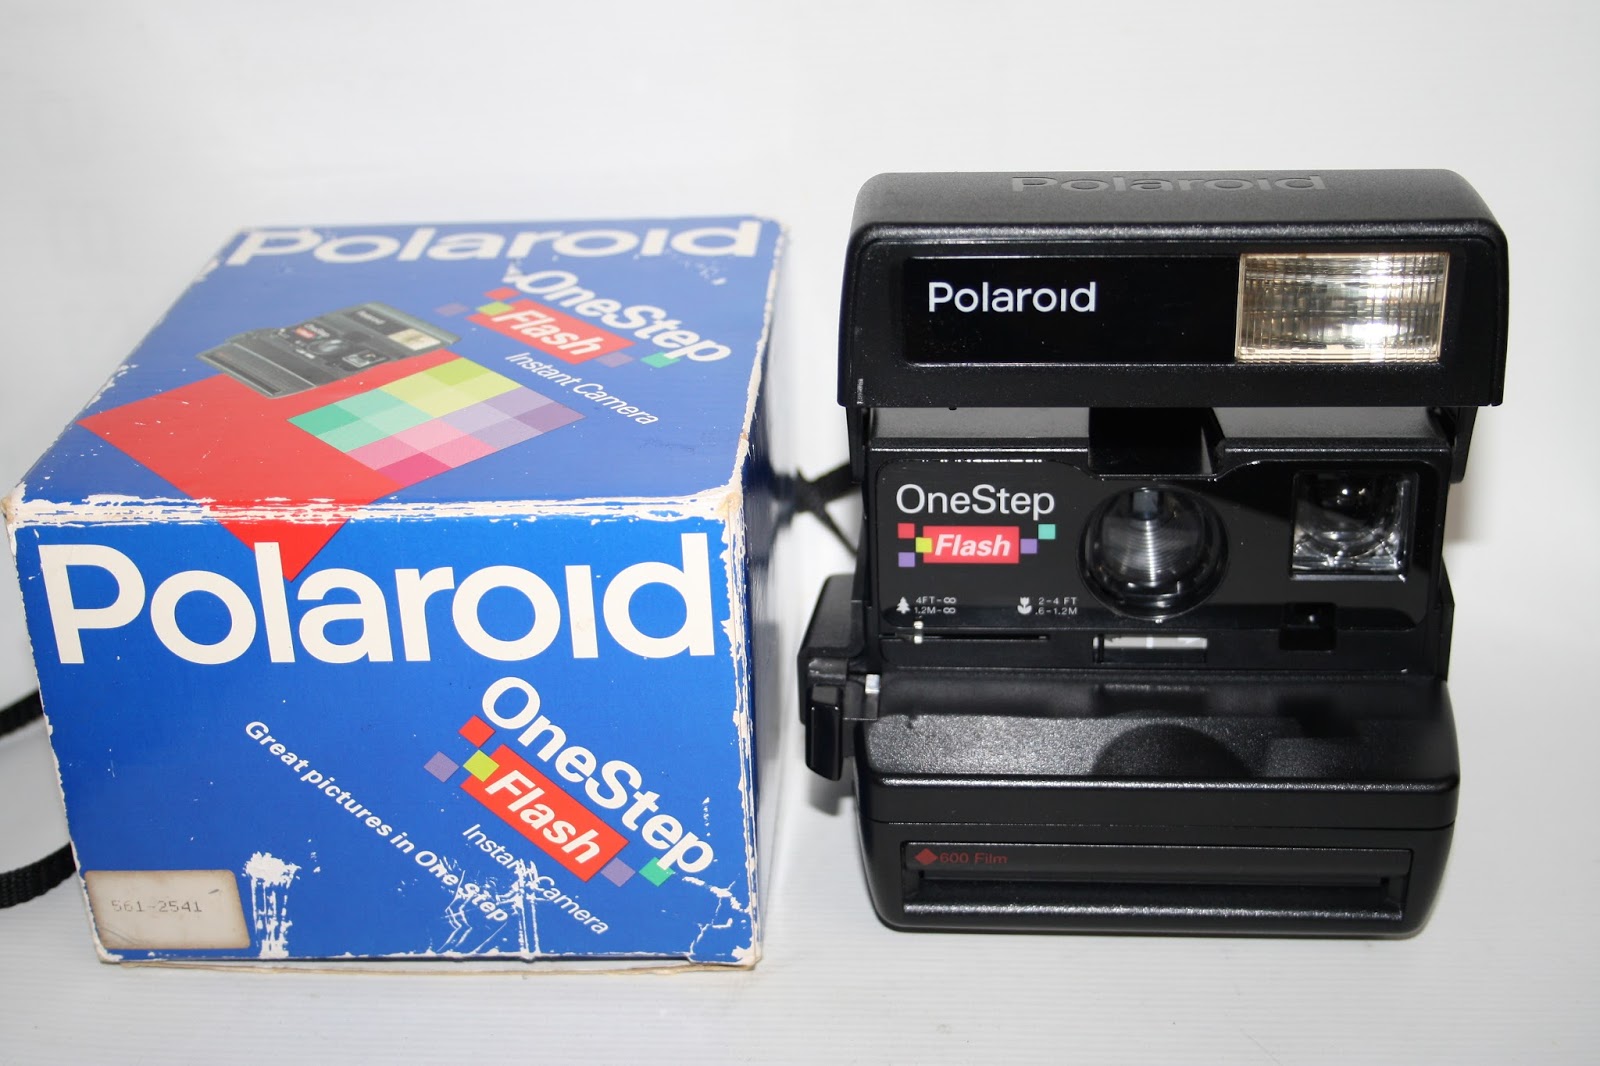 Polaroid
OneStep
Flash
Instant Camera
Polaroid
OneStep
Flash
Instant Camera
Great pictures in One Step
561-2541
Polaroid
Polaroid
OneStep
Flash
4FT-∞
1.2M-∞
2-4 FT
.6-1.2M
600 Film